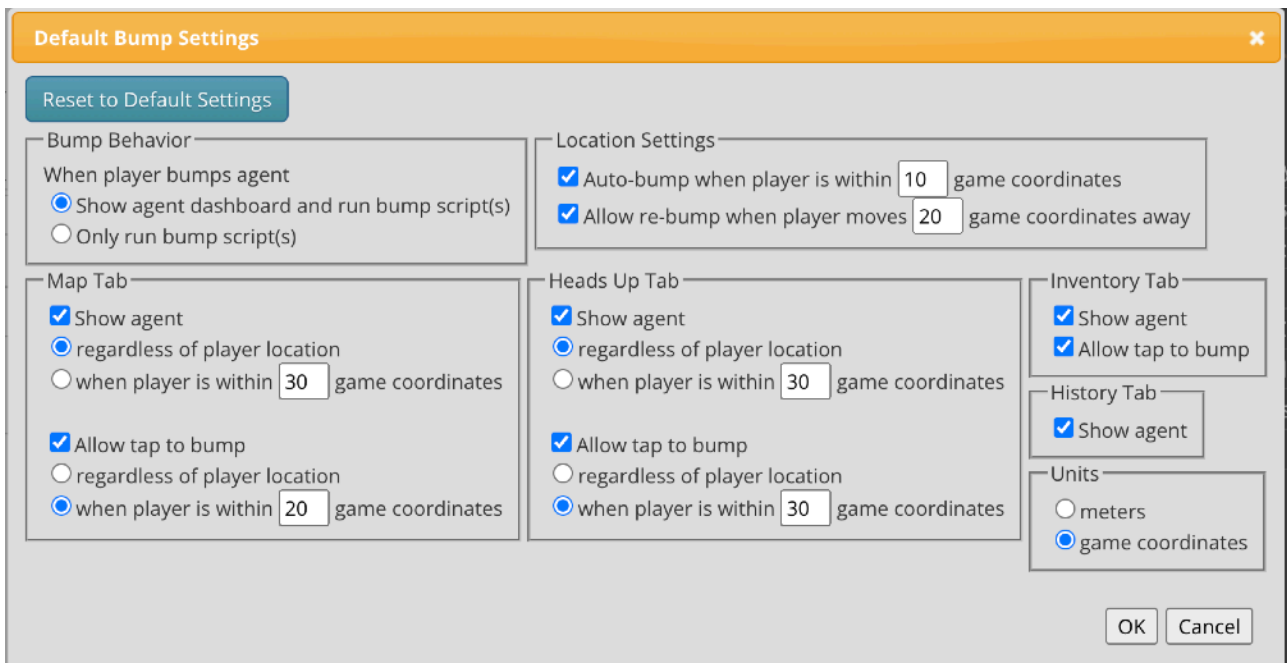 Default Bump Settings
Reset to Default Settings
Bump Behavior
When player bumps agent
Show agent dashboard and run bump script(s)
Only run bump script(s)
Location Settings
Auto-bump when player is within 10 game coordinates
Allow re-bump when player moves 20 game coordinates away
Map Tab
Show agent
regardless of player location
when player is within 30 game coordinates
Allow tap to bump
regardless of player location
when player is within 20 game coordinates
Heads Up Tab
Show agent
regardless of player location
when player is within 30 game coordinates
Allow tap to bump
regardless of player location
when player is within 30 game coordinates
Inventory Tab
Show agent
Allow tap to bump
History Tab
Show agent
Units
meters
game coordinates
OK Cancel